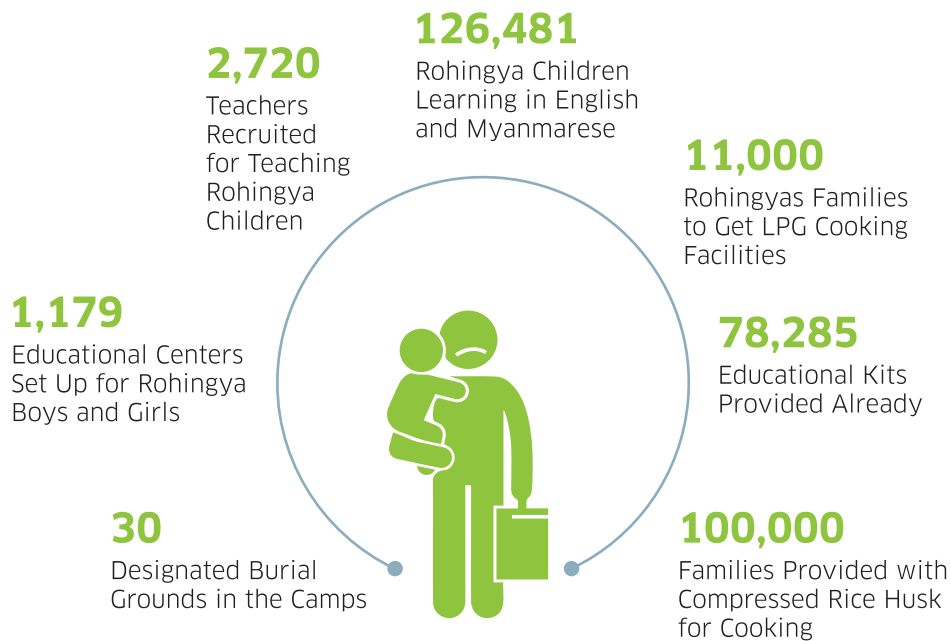 126,481
Rohingya Children
Learning in English
and Myanmarese
2,720
Teachers
Recruited
for Teaching
Rohingya
Children
11,000
Rohingyas Families
to Get LPG Cooking
Facilities
1,179
Educational Centers
Set Up for Rohingya
Boys and Girls
78,285
Educational Kits
Provided Already
30
Designated Burial
Grounds in the Camps
100,000
Families Provided with
Compressed Rice Husk
for Cooking